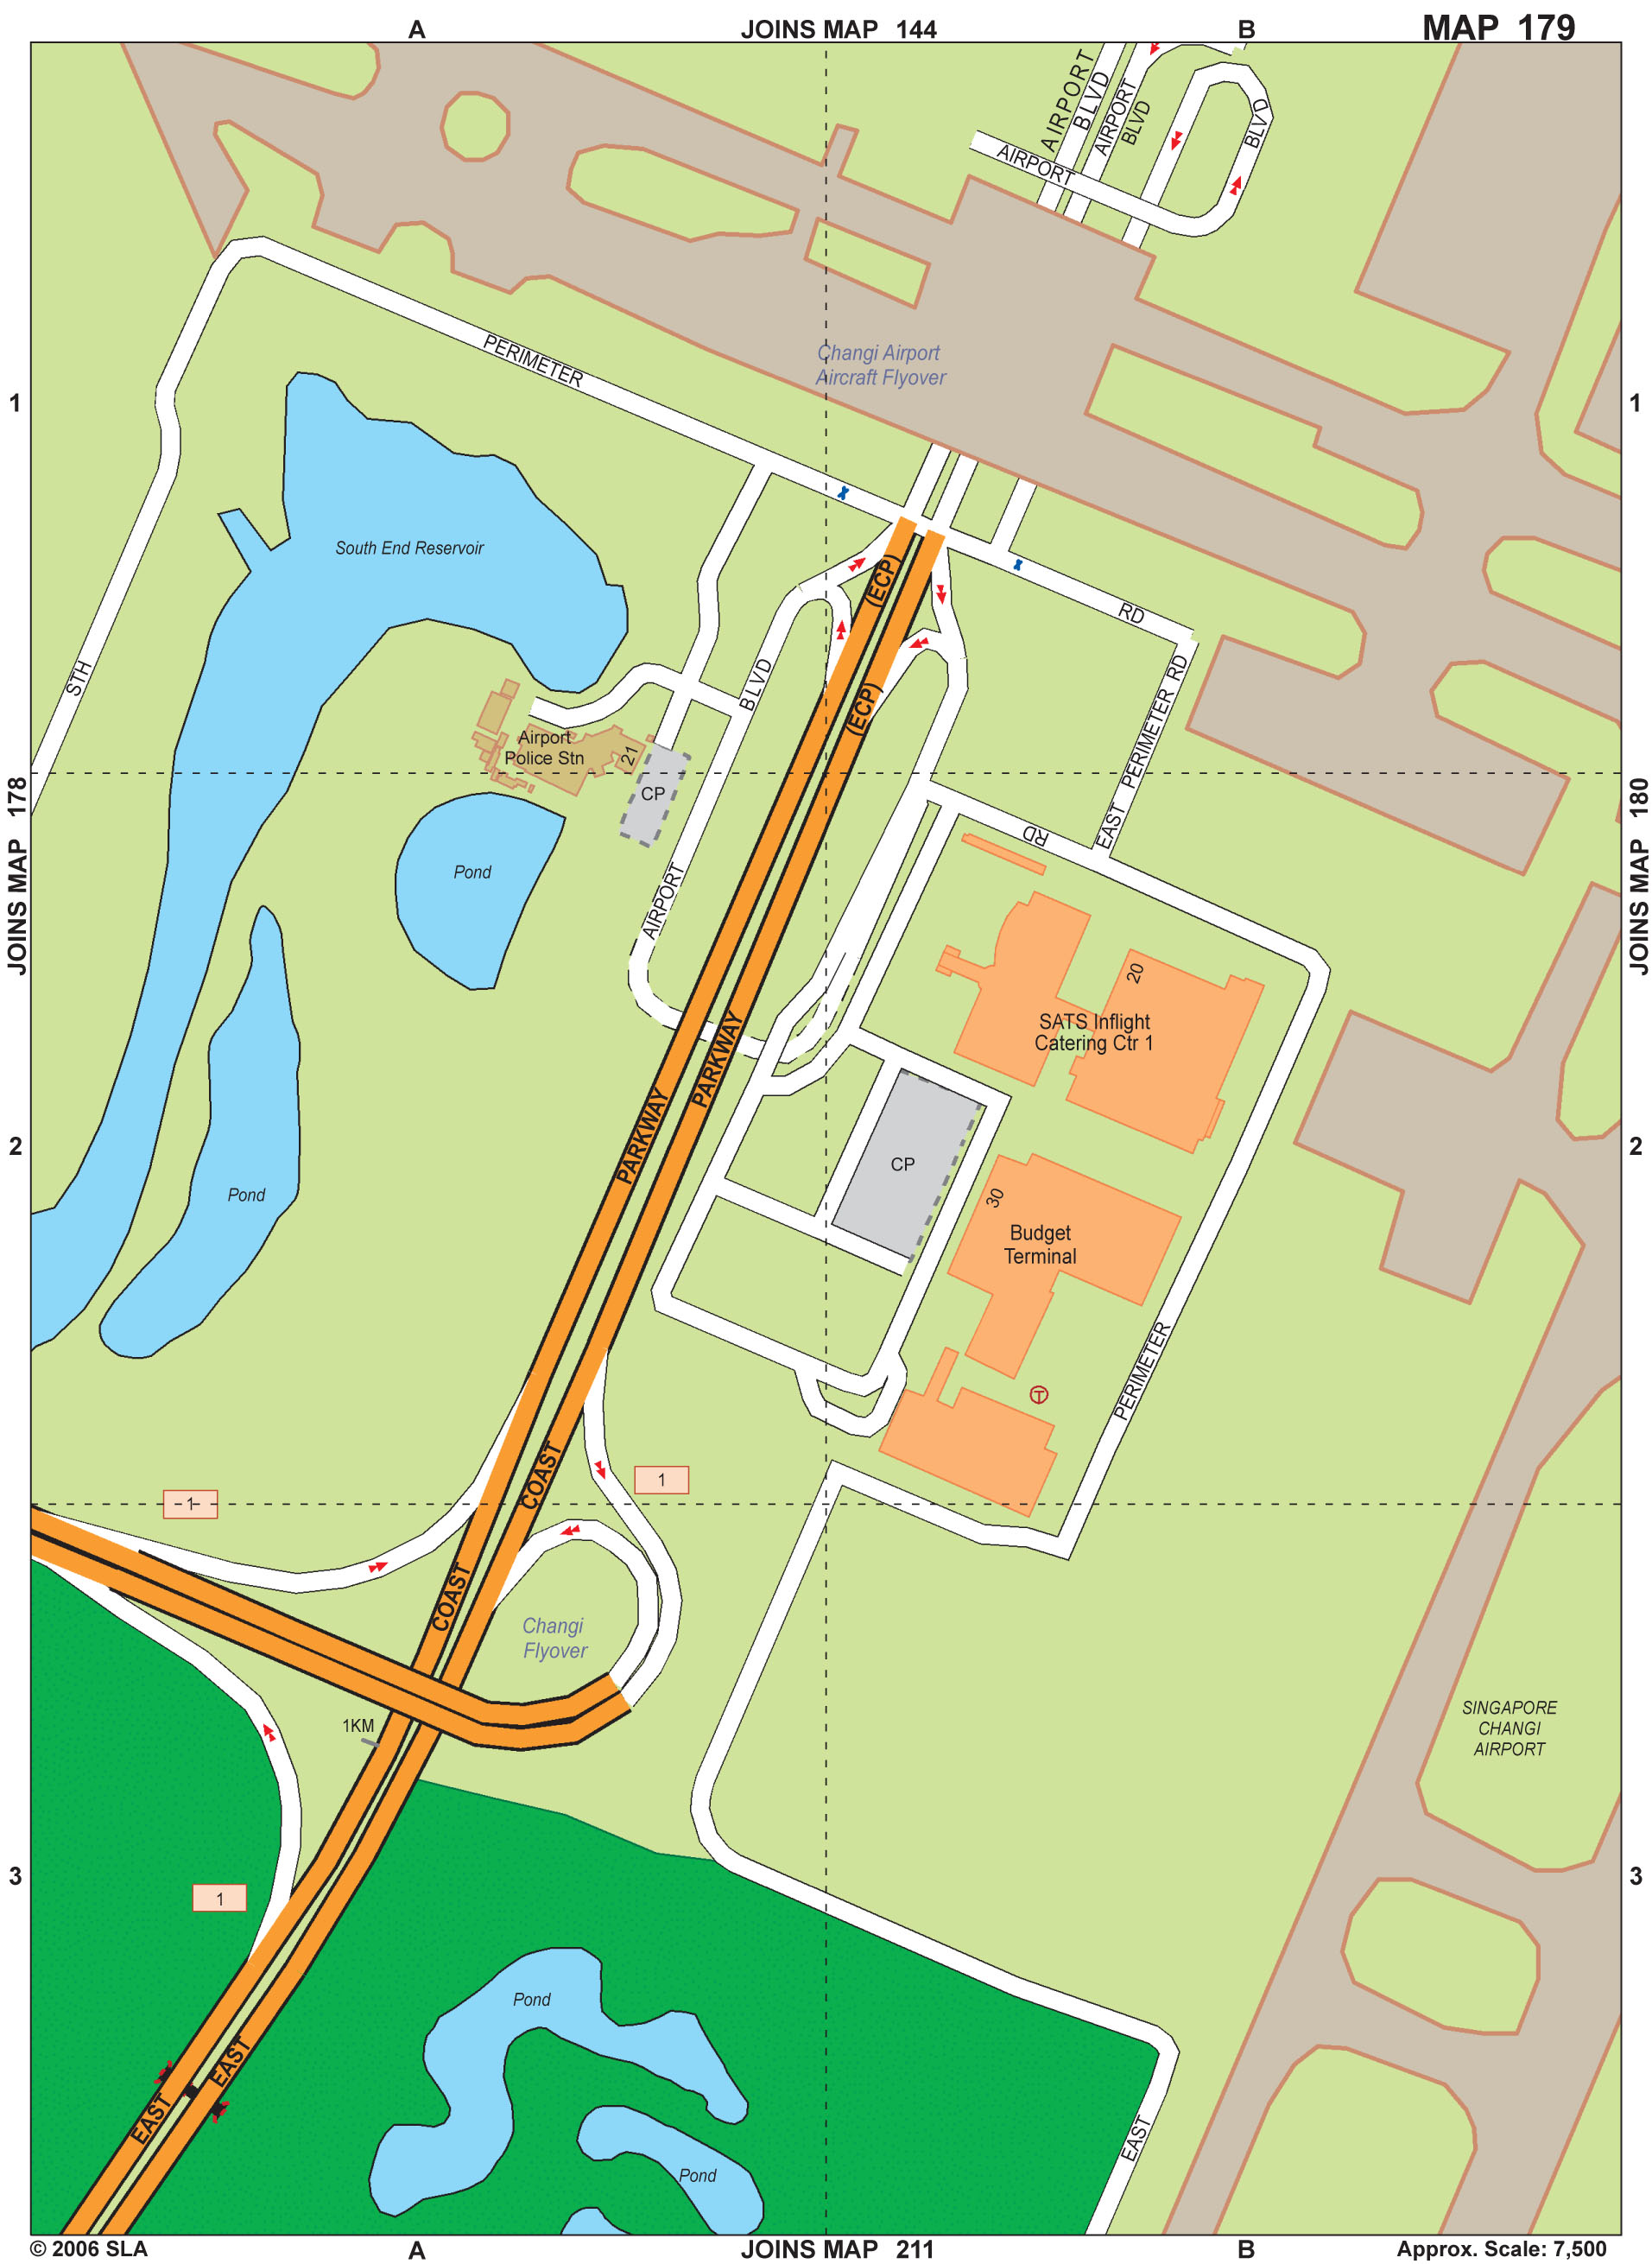 A
JOINS MAP 144
B
MAP 179
AIRPORT
BLVD
AIRPORT
BLVD
BLVD
AIRPORT
Changi Airport
Aircraft Flyover
PERIMETER
1
1
South End Reservoir
(ECP)
RD
STH
BLVD
(ECP)
PERIMETER RD
EAST
Airport
Police Stn
21
CP
JOINS MAP 178
JOINS MAP 180
RD
Pond
AIRPORT
20
SATS Inflight
Catering Ctr 1
PARKWAY
PARKWAY
2
2
CP
Pond
30
Budget
Terminal
PERIMETER
T
COAST
1
1
COAST
Changi
Flyover
1KM
SINGAPORE
CHANGI
AIRPORT
3
3
1
Pond
EAST
EAST
EAST
Pond
© 2006 SLA
A
JOINS MAP 211
B
Approx. Scale: 7,500